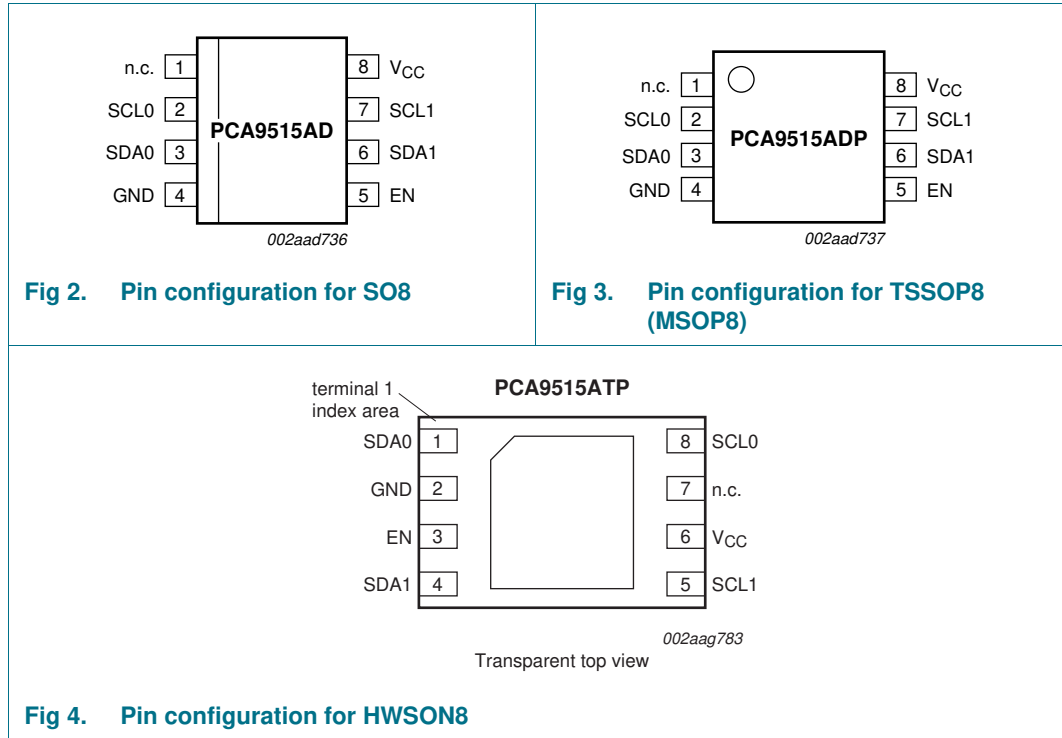 n.c. 1 8 VCC
SCL0 2 7 SCL1
PCA9515AD
SDA0 3 6 SDA1
GND 4 5 EN
002aad736
Fig 2. Pin configuration for SO8
n.c. 1 8 VCC
SCL0 2 7 SCL1
PCA9515ADP
SDA0 3 6 SDA1
GND 4 5 EN
002aad737
Fig 3. Pin configuration for TSSOP8
(MSOP8)
PCA9515ATP
terminal 1
index area
SDA0 1 8 SCL0
GND 2 7 n.c.
EN 3 6 VCC
SDA1 4 5 SCL1
002aag783
Transparent top view
Fig 4. Pin configuration for HWSON8